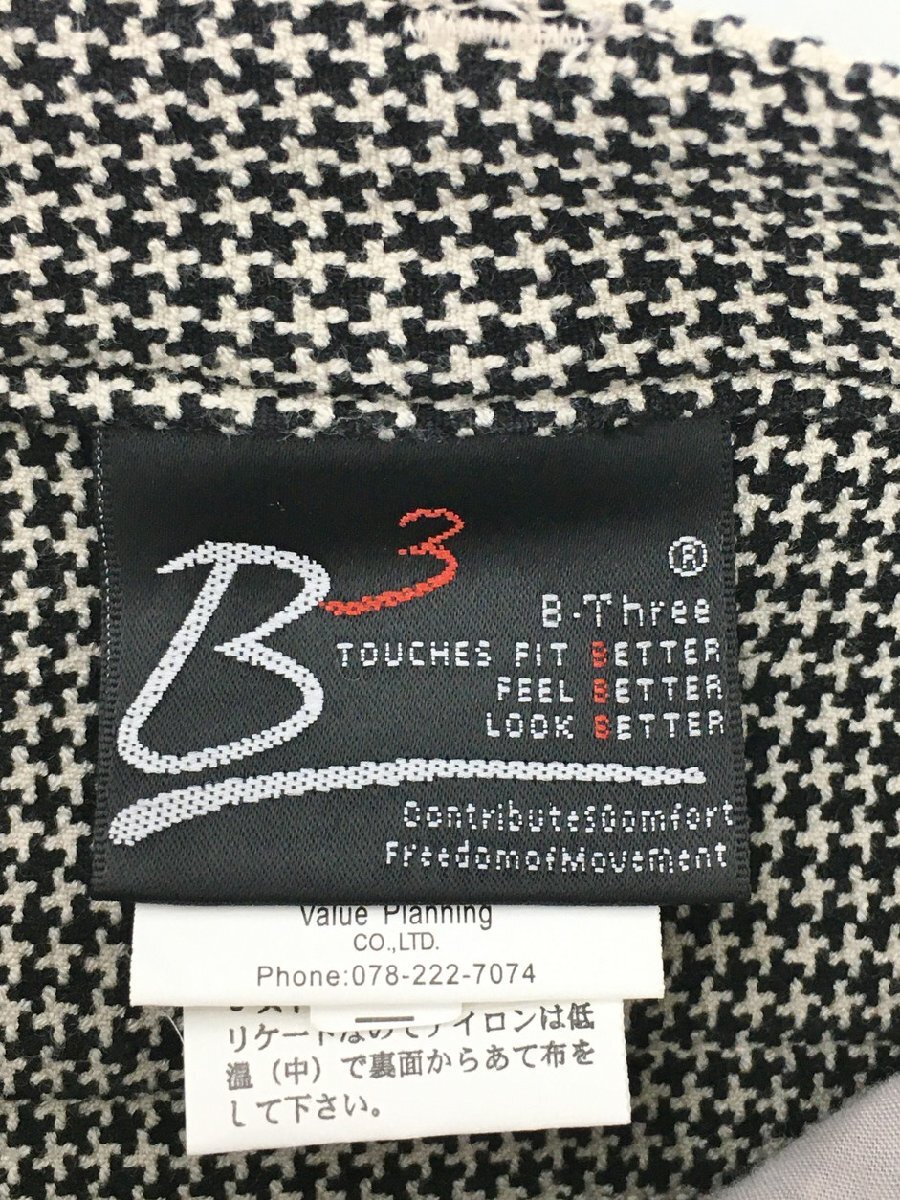 B3
®
B-Three
TOUCHES FIT BETTER
FEEL BETTER
LOOK BETTER
ContributesComfort
FreedomofMovement
Value Planning
CO.,LTD.
Phone:078-222-7074
リケートなのでアイロンは低
温（中）で裏面からあて布を
して下さい。